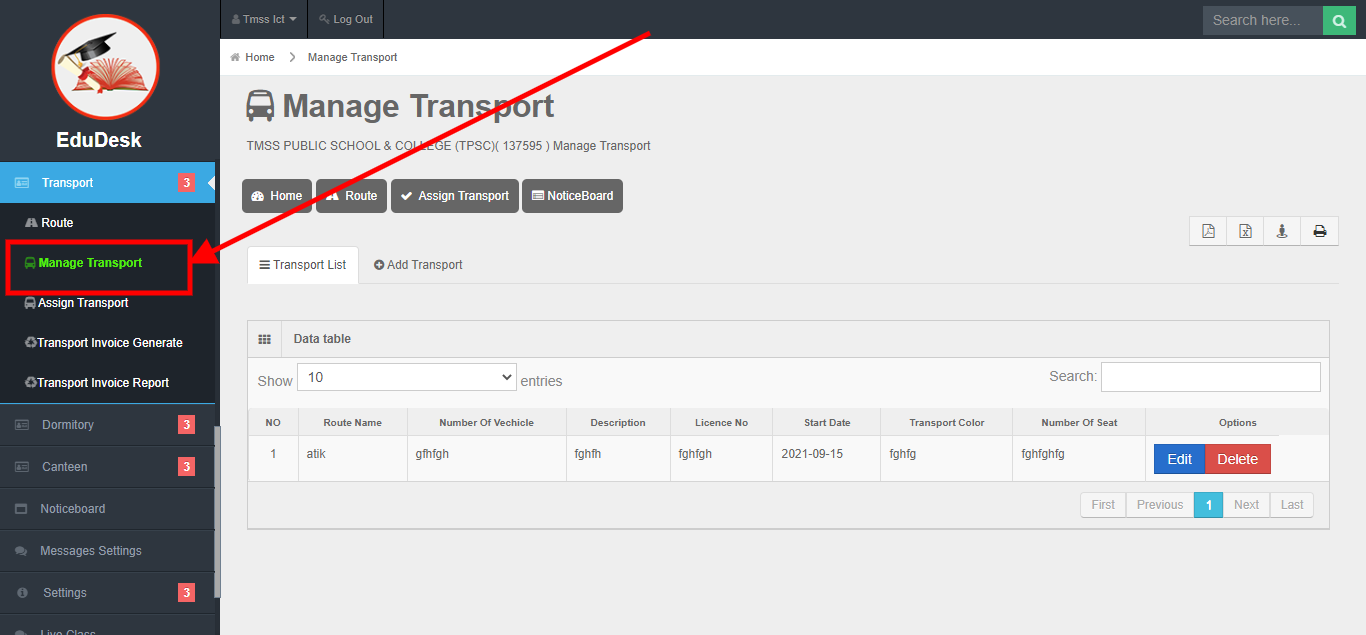 Tmss Ict
Log Out
Search here...
EduDesk
Home > Manage Transport
Manage Transport
TMSS PUBLIC SCHOOL & COLLEGE (TPSC)( 137595 ) Manage Transport
Home
Route
Assign Transport
NoticeBoard
Transport 3
Route
Manage Transport
Assign Transport
Transport Invoice Generate
Transport Invoice Report
Dormitory 3
Canteen 3
Noticeboard
Messages Settings
Settings 3
Live Class
Transport List
Add Transport
Data table
Show 10 entries
Search:
NO Route Name Number Of Vechicle Description Licence No Start Date Transport Color Number Of Seat Options
1 atik gfhfgh fghfh fghfgh 2021-09-15 fghfg fghfghfg Edit Delete
First Previous 1 Next Last